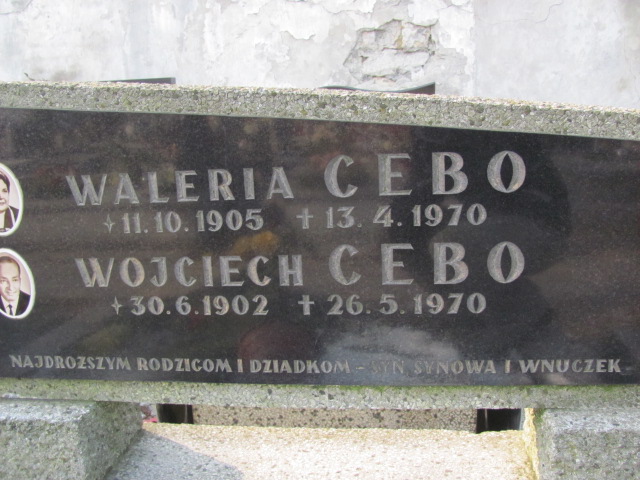 WALERIA CEBO
11.10.1905 † 13.4.1970
WOJCIECH CEBO
30.6.1902 † 26.5.1970
NAJDROŻSZYM RODZICOM I DZIADKOM - SYN SYNOWA I WNUCZEK